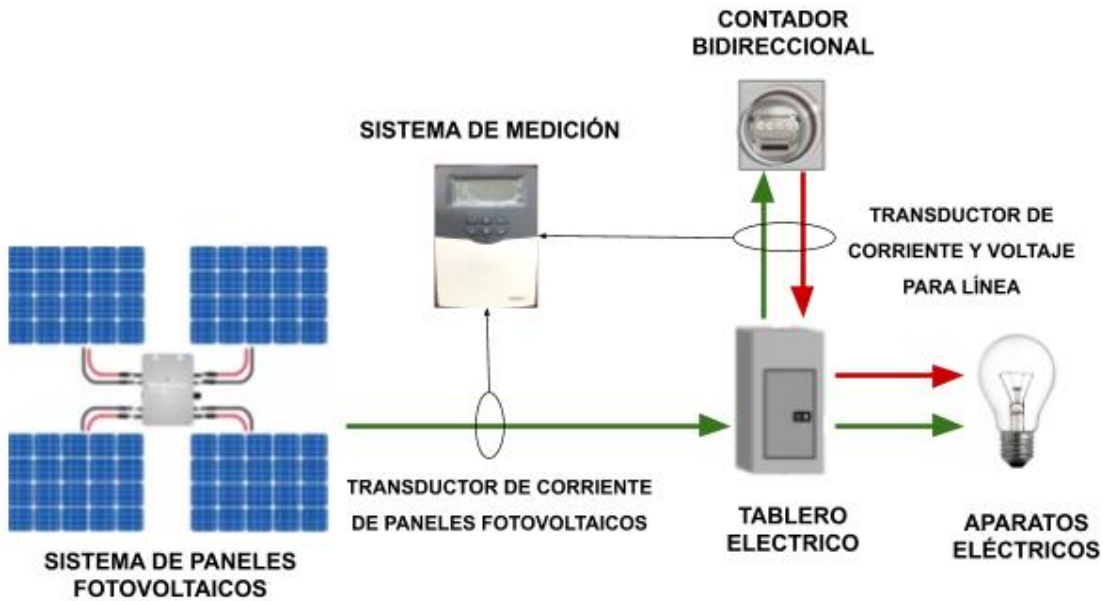 CONTADOR
BIDIRECCIONAL
SISTEMA DE MEDICIÓN
TRANSDUCTOR DE
CORRIENTE Y VOLTAJE
PARA LÍNEA
TRANSDUCTOR DE CORRIENTE
DE PANELES FOTOVOLTAICOS
SISTEMA DE PANELES
FOTOVOLTAICOS
TABLERO
ELECTRICO
APARATOS
ELÉCTRICOS